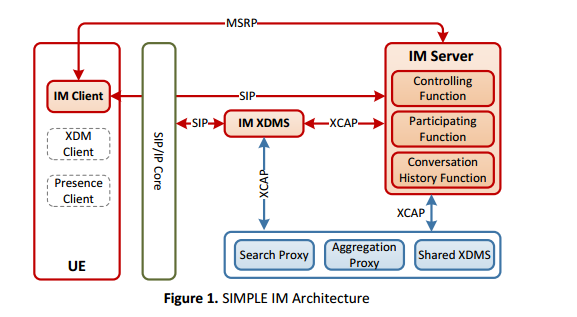 MSRP
IM Server
IM Client
SIP
Controlling
Function
XDM
Client
SIP/IP Core
SIP
IM XDMS
XCAP
Participating
Function
Presence
Client
Conversation
History Function
XCAP
XCAP
UE
Search Proxy
Aggregation
Proxy
Shared XDMS
Figure 1. SIMPLE IM Architecture